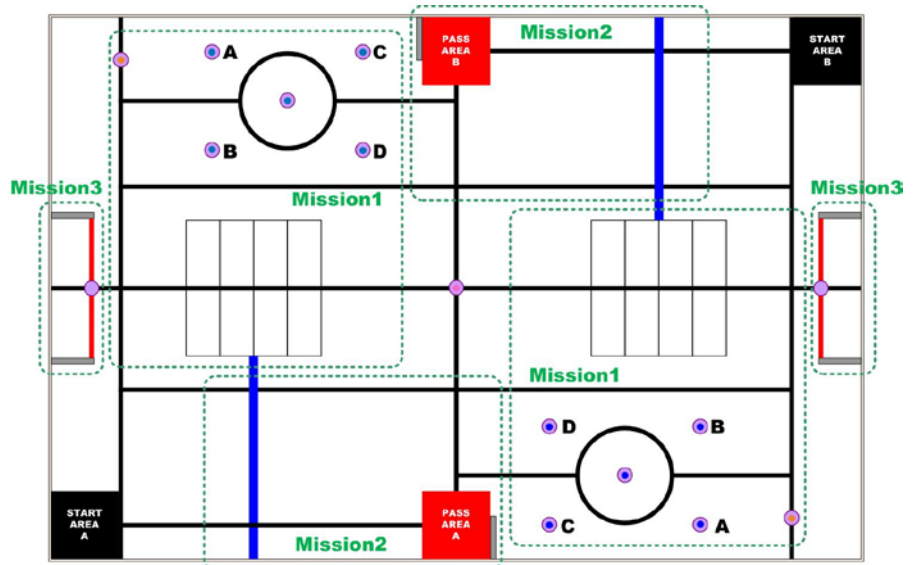 Mission2
PASS
AREA
B
START
AREA
B
A
C
B
D
Mission3
Mission1
Mission3
Mission1
D
B
C
A
START
AREA
A
PASS
AREA
A
Mission2